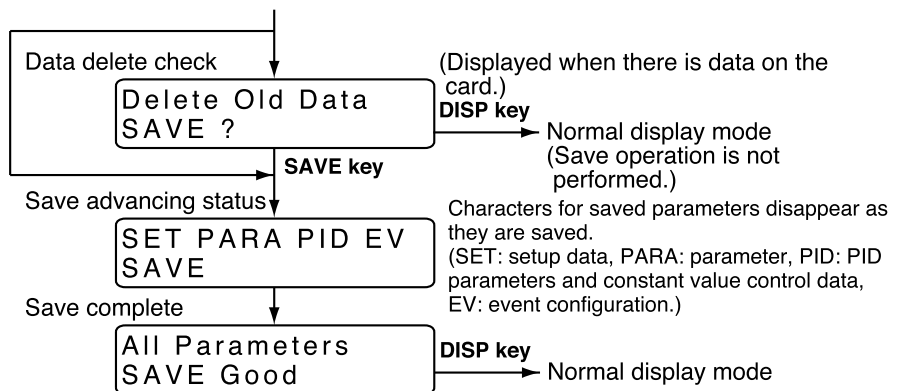 Data delete check
Delete Old Data
SAVE ?
(Displayed when there is data on the
card.)
DISP key
Normal display mode
(Save operation is not
performed.)
SAVE key
Save advancing status
SET PARA PID EV
SAVE
Characters for saved parameters disappear as
they are saved.
(SET: setup data, PARA: parameter, PID: PID
parameters and constant value control data,
EV: event configuration.)
Save complete
All Parameters
SAVE Good
DISP key
Normal display mode